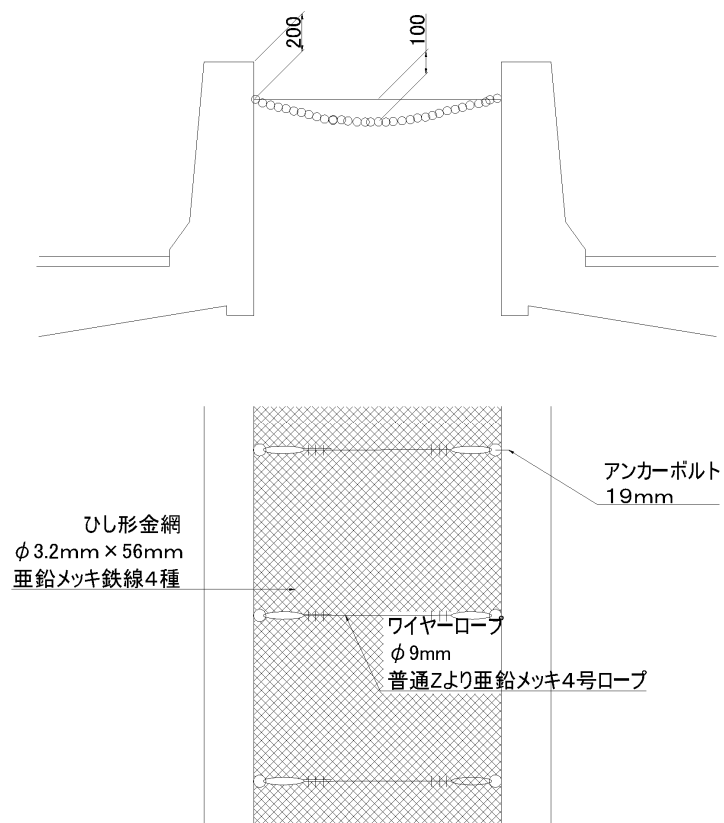 200
100
アンカーボルト
19mm
ひし形金網
φ3.2mm×56mm
亜鉛メッキ鉄線4種
ワイヤーロープ
φ9mm
普通Zより亜鉛メッキ4号ロープ